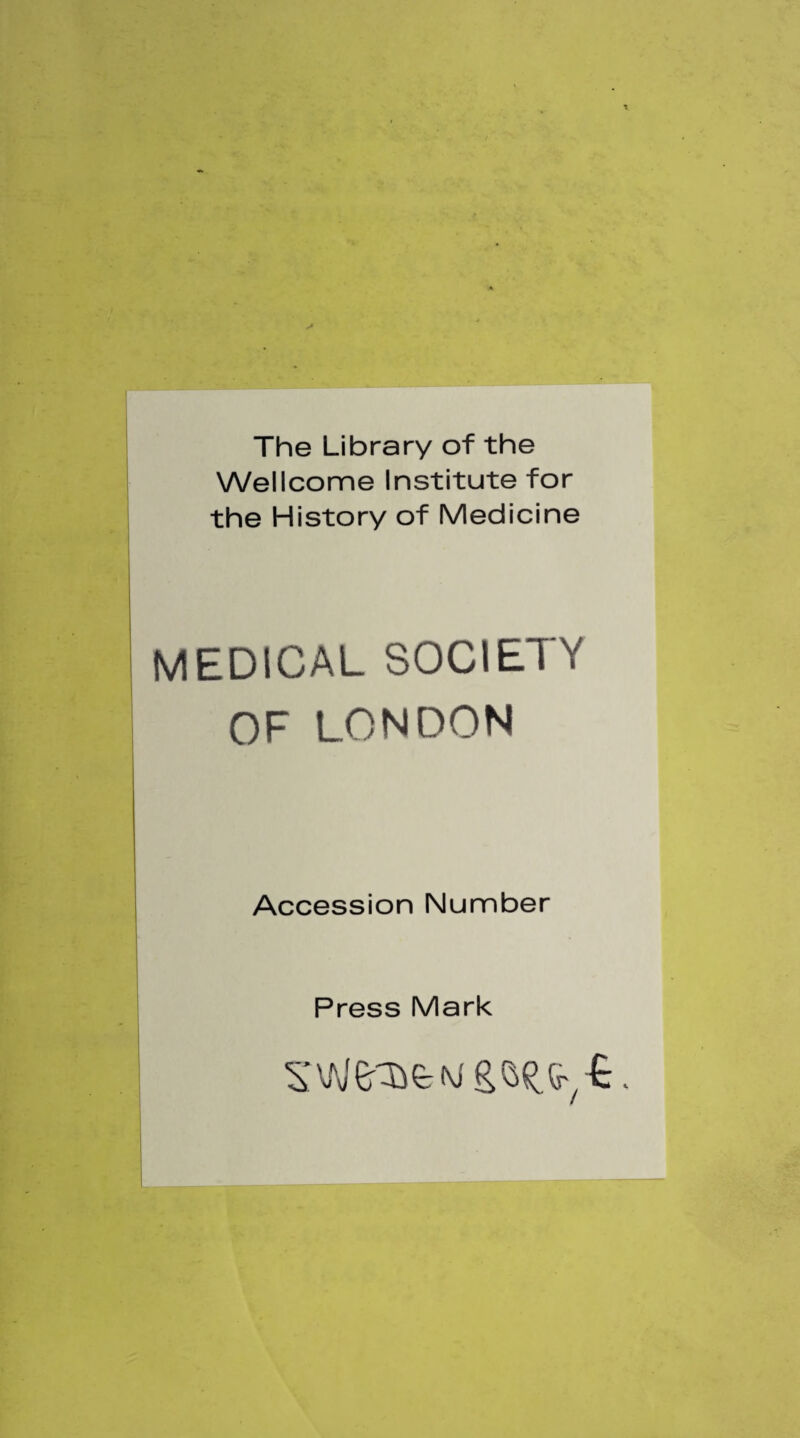 The Library of the
Wellcome Institute for
the History of Medicine
MEDICAL SOCIETY
OF LONDON
Accession Number
Press Mark
SWEDENBORG, E.